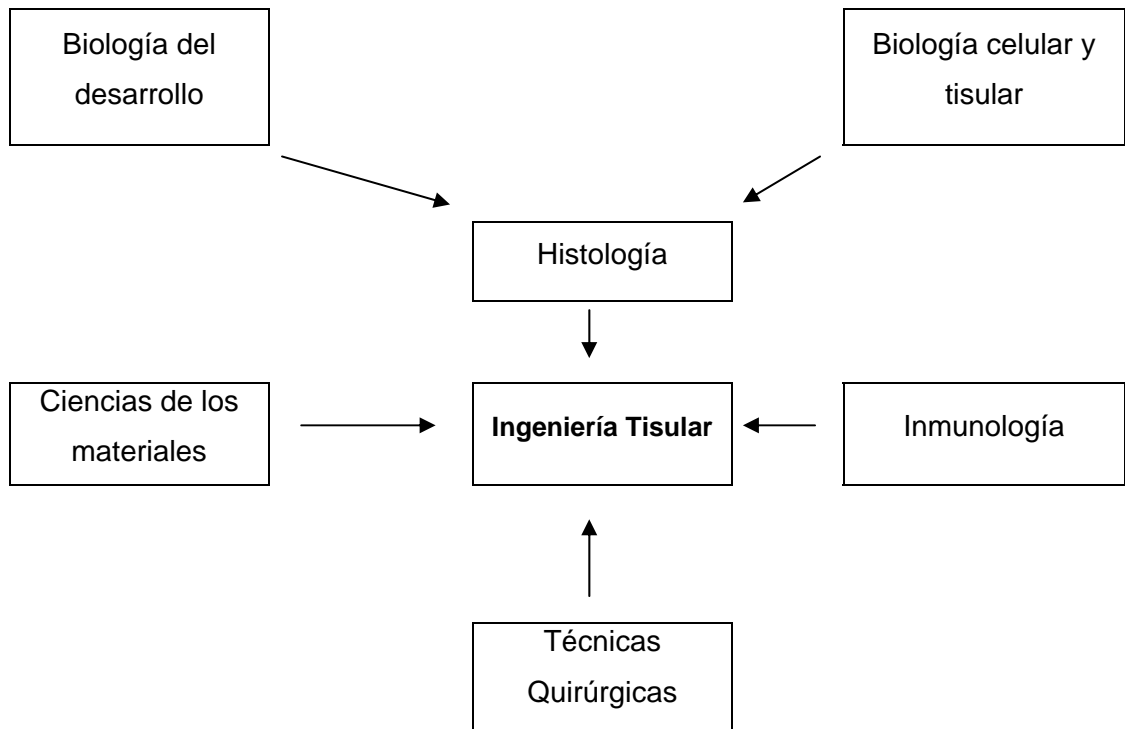 Biología del
desarrollo
Biología celular y
tisular
Histología
Ciencias de los
materiales
Ingeniería Tisular
Inmunología
Técnicas
Quirúrgicas